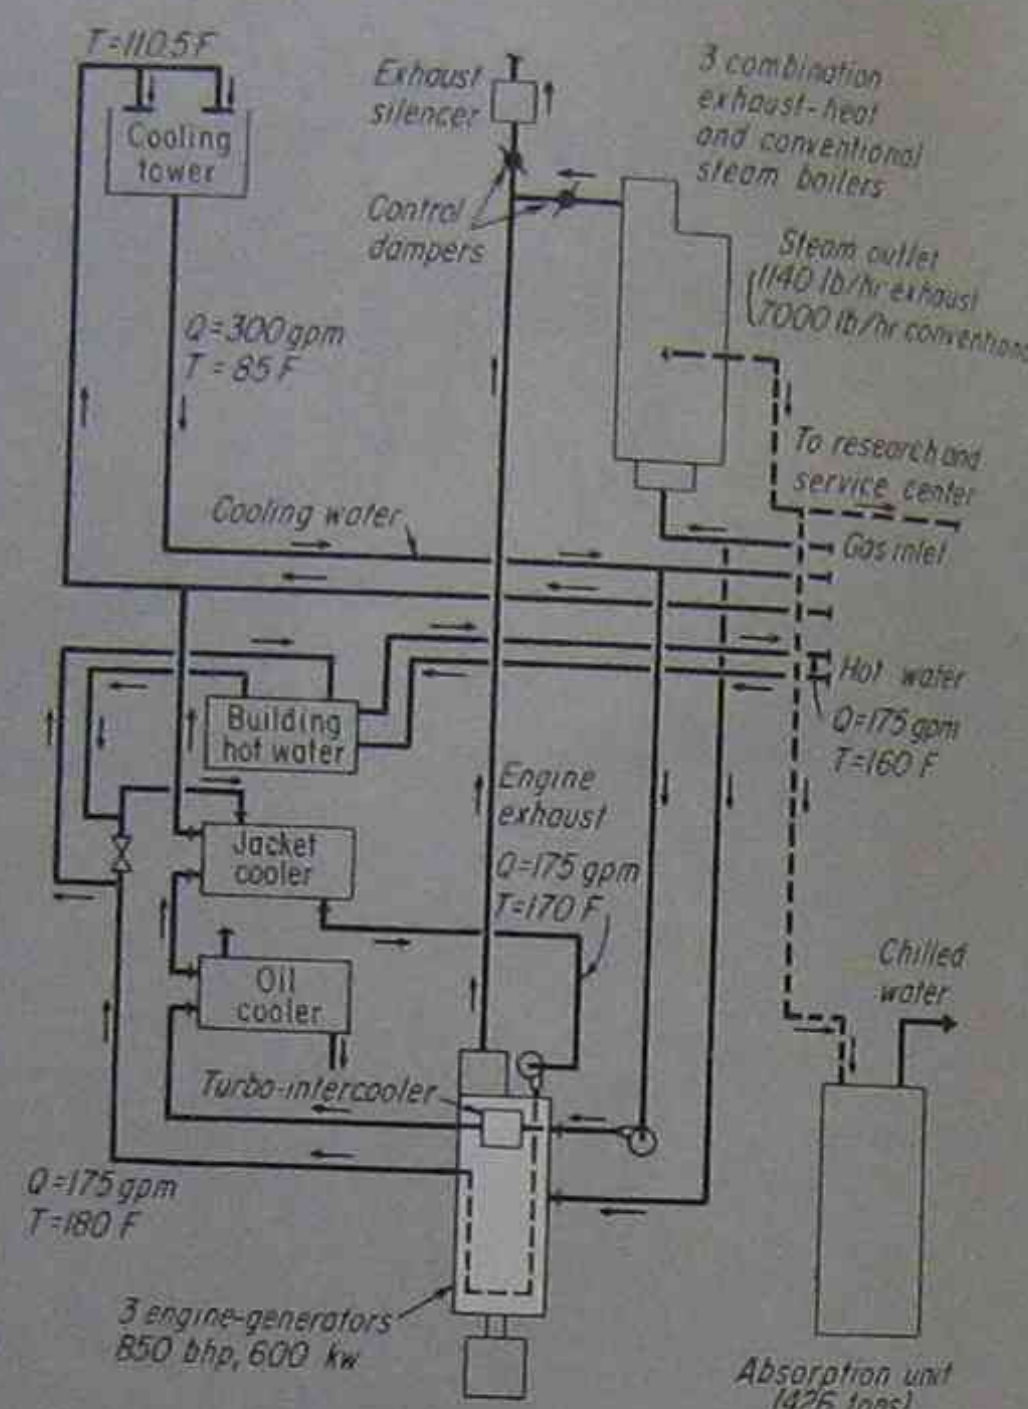 T=110.5 F
Cooling
tower
Exhaust
silencer
3 combination
exhaust-heat
and conventional
steam boilers
Control
dampers
Steam outlet
1140 lb/hr exhaust
7000 lb/hr conventional
Q=300 gpm
T=85 F
To research and
service center
Cooling water
Gas inlet
Building
hot water
Hot water
Q=175 gpm
T=160 F
Engine
exhaust
Jacket
cooler
Q=175 gpm
T=170 F
Oil
cooler
Chilled
water
Turbo-intercooler
Q=175 gpm
T=180 F
3 engine-generators
850 bhp, 600 kw
Absorption unit
(426 tons)